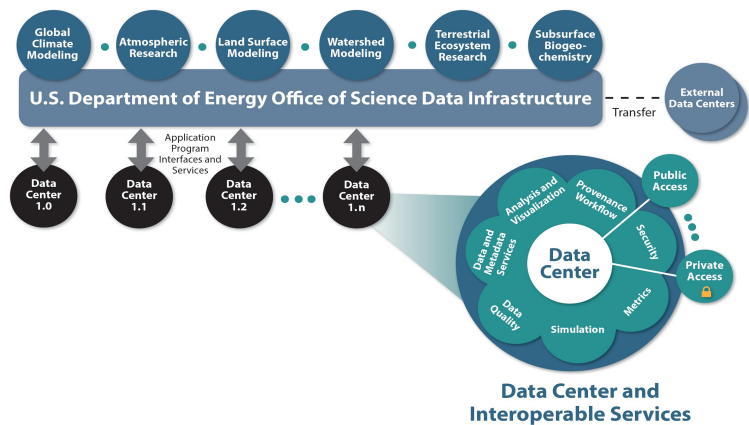 Global
Climate
Modeling
Atmospheric
Research
Land Surface
Modeling
Watershed
Modeling
Terrestrial
Ecosystem
Research
Subsurface
Biogeo-
chemistry
U.S. Department of Energy Office of Science Data Infrastructure
Transfer
External
Data Centers
Application
Program
Interfaces and
Services
Data
Center
1.0
Data
Center
1.1
Data
Center
1.2
Data
Center
1.n
Analysis and
Visualization
Provenance
Workflow
Public
Access
Security
Private
Access
Data and
Metadata
Services
Data
Center
Metrics
Data
Quality
Simulation
Data Center and
Interoperable Services